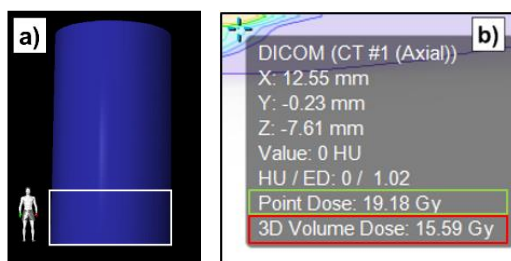 a)
b)
DICOM (CT #1 (Axial))
X: 12.55 mm
Y: -0.23 mm
Z: -7.61 mm
Value: 0 HU
HU / ED: 0 / 1.02
Point Dose: 19.18 Gy
3D Volume Dose: 15.59 Gy